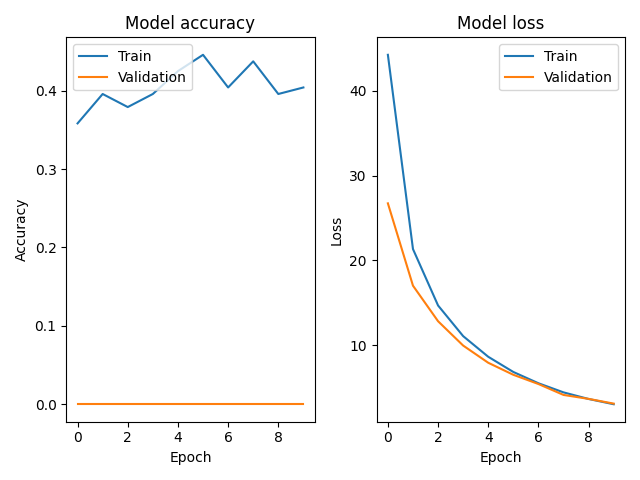 Model accuracy
Train
Validation
0.4
0.3
0.2
0.1
0.0
Accuracy
0 2 4 6 8
Epoch
Model loss
Train
Validation
40
30
20
10
Loss
0 2 4 6 8
Epoch